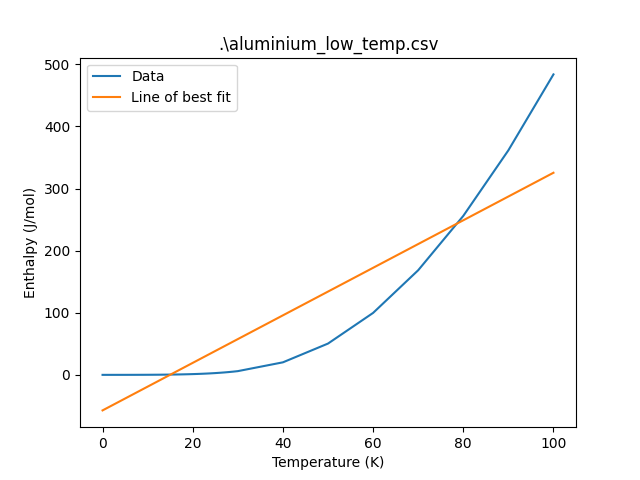 .\aluminium_low_temp.csv
Data
Line of best fit
500
400
300
200
100
0
Enthalpy (J/mol)
0 20 40 60 80 100
Temperature (K)